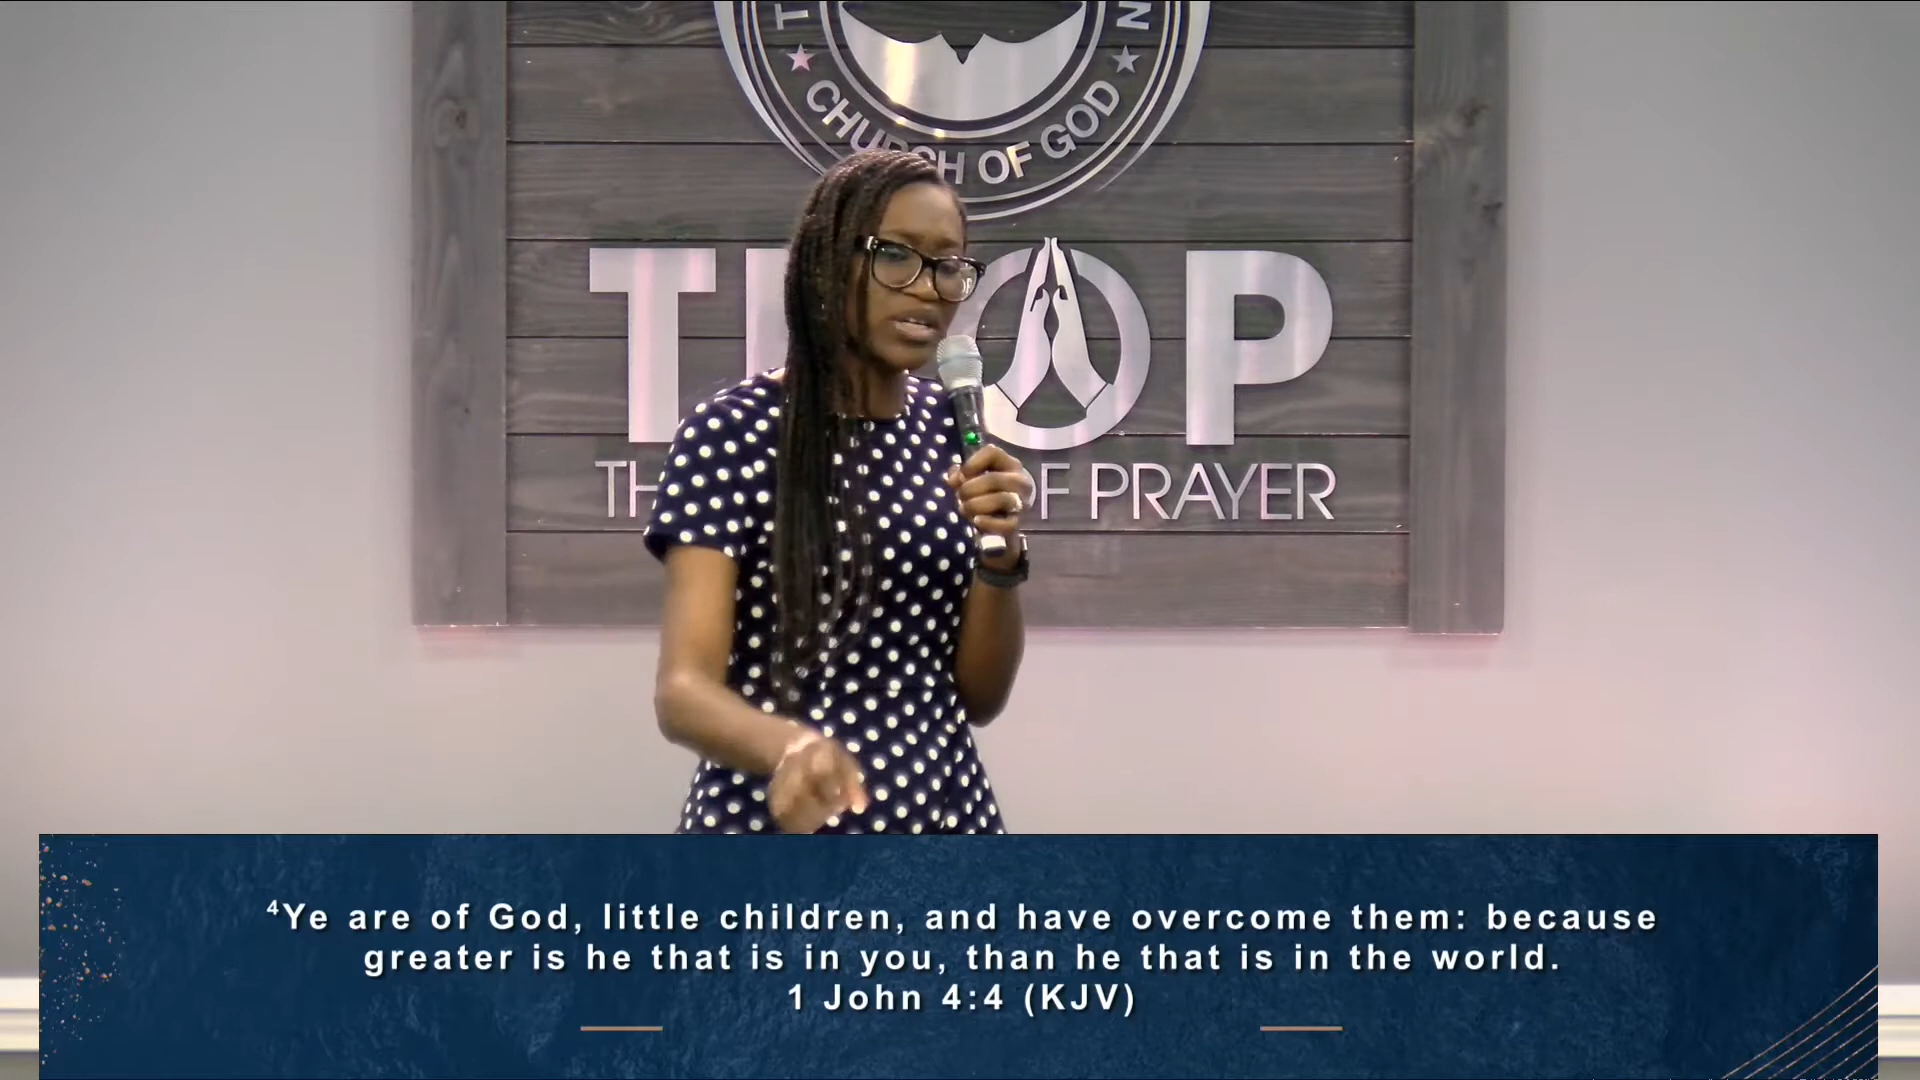 CHURCH OF GOD
OF PRAYER
⁴Ye are of God, little children, and have overcome them: because
greater is he that is in you, than he that is in the world.
1 John 4:4 (KJV)